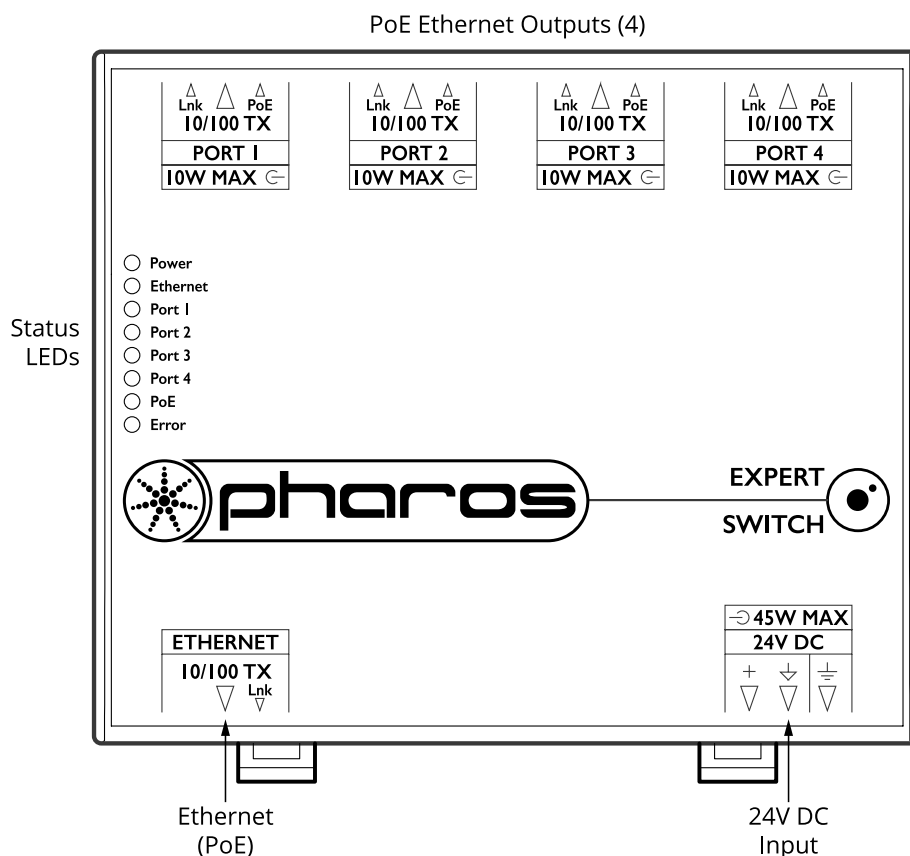 PoE Ethernet Outputs (4)
Lnk PoE
10/100 TX
PORT 1
10W MAX
Lnk PoE
10/100 TX
PORT 2
10W MAX
Lnk PoE
10/100 TX
PORT 3
10W MAX
Lnk PoE
10/100 TX
PORT 4
10W MAX
Status
LEDs
Power
Ethernet
Port 1
Port 2
Port 3
Port 4
PoE
Error
pharos
EXPERT
SWITCH
ETHERNET
10/100 TX
Lnk
45W MAX
24V DC
+
Ethernet
(PoE)
24V DC
Input